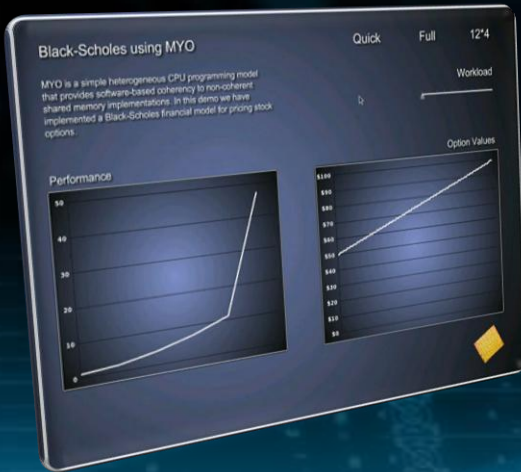 Black-Scholes using MYO
Quick Full 12*4
MYO is a simple heterogeneous CPU programming model
that provides software-based coherency to non-coherent
shared memory implementations. In this demo we have
implemented a Black-Scholes financial model for pricing stock
options.
Workload
Performance
Option Values
50
40
30
20
10
0
$100
$90
$80
$70
$60
$50
$40
$30
$20
$10
$0